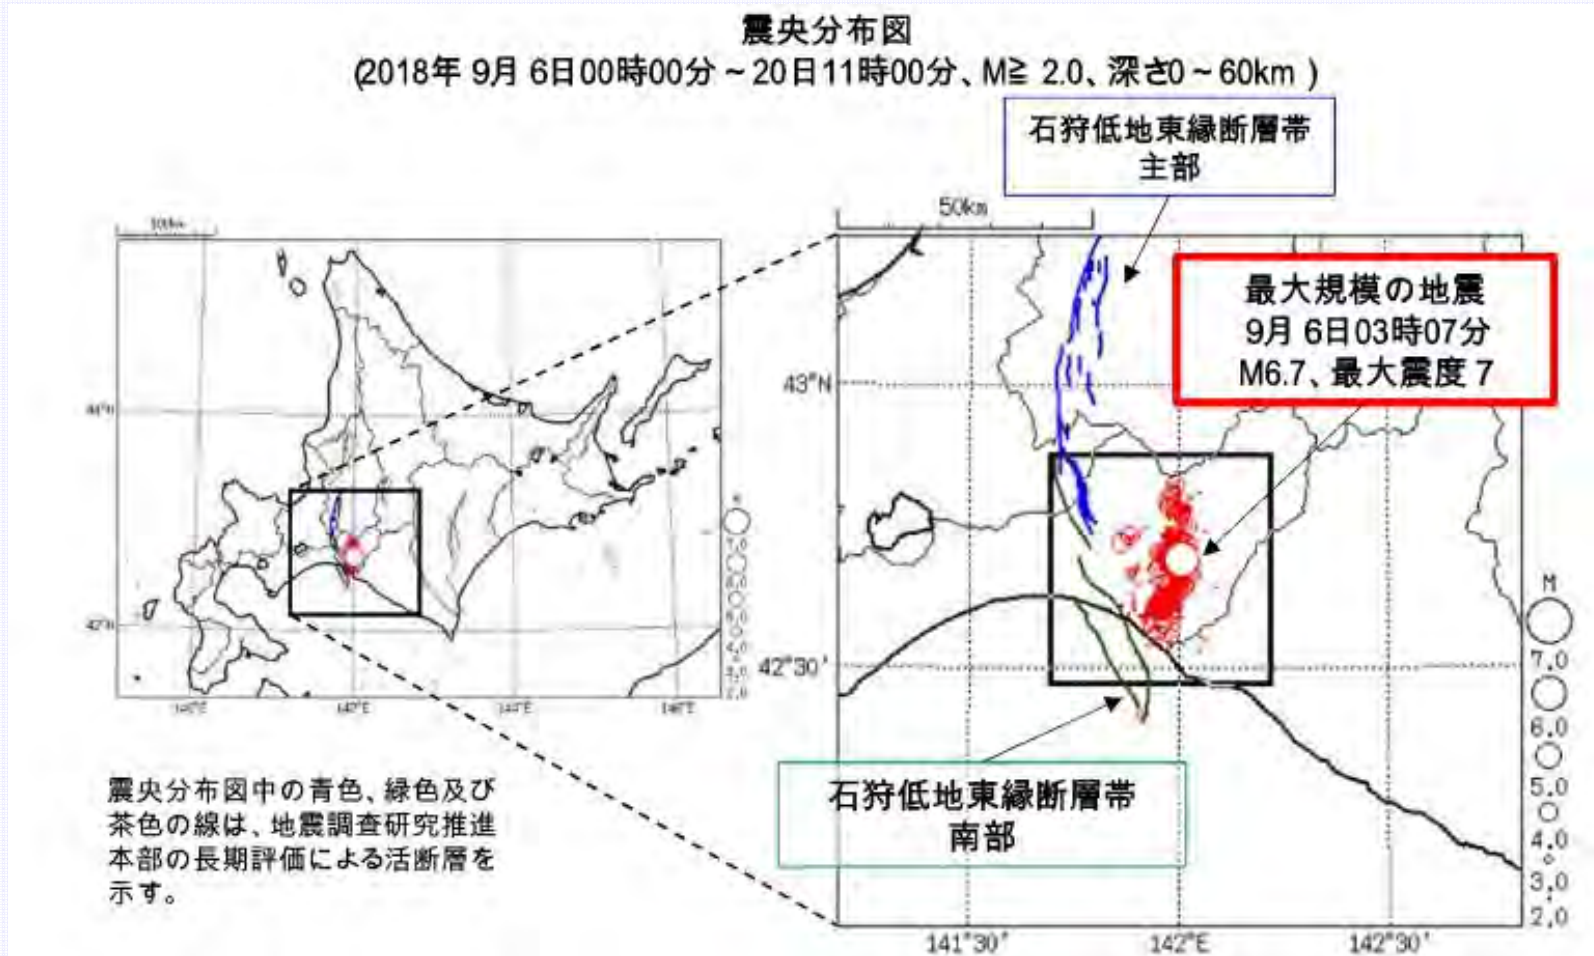 震央分布図
(2018年 9月 6日00時00分～20日11時00分、M≧ 2.0、深さ0～60km )
石狩低地東縁断層帯
主部
50km
最大規模の地震
9月 6日03時07分
M6.7、最大震度 7
43°N
42°30'
141°30'
142°E
142°30'
M
7.0
6.0
5.0
4.0
3.0
2.0
石狩低地東縁断層帯
南部
44°N
42°N
142°E
144°E
震央分布図中の青色、緑色及び
茶色の線は、地震調査研究推進
本部の長期評価による活断層を
示す。